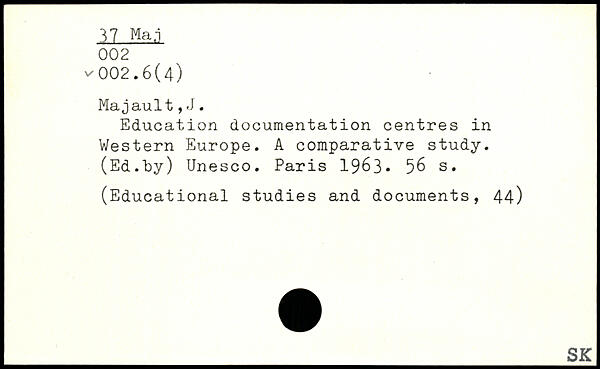 37 Maj
002
✓002.6(4)
Majault,J.
Education documentation centres in
Western Europe. A comparative study.
(Ed.by) Unesco. Paris 1963. 56 s.
(Educational studies and documents, 44)
SK